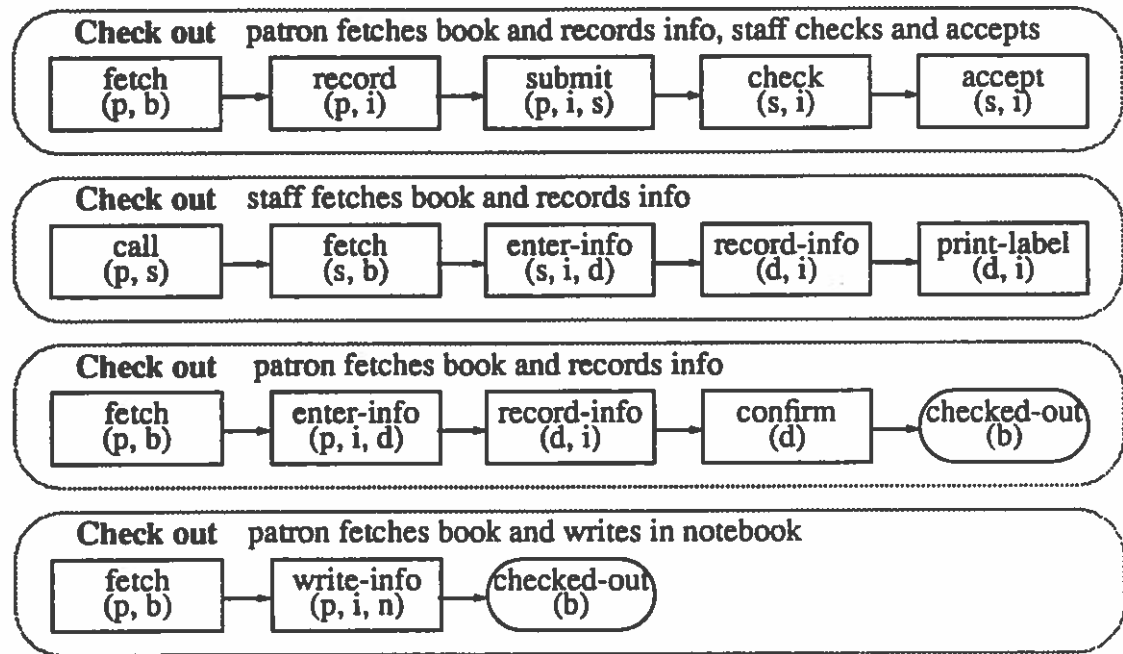 Check out patron fetches book and records info, staff checks and accepts
fetch record submit check accept
(p, b) (p, i) (p, i, s) (s, i) (s, i)
Check out staff fetches book and records info
call fetch enter-info record-info print-label
(p, s) (s, b) (s, i, d) (d, i) (d, i)
Check out patron fetches book and records info
fetch enter-info record-info confirm checked-out
(p, b) (p, i, d) (d, i) (d) (b)
Check out patron fetches book and writes in notebook
fetch write-info checked-out
(p, b) (p, i, n) (b)